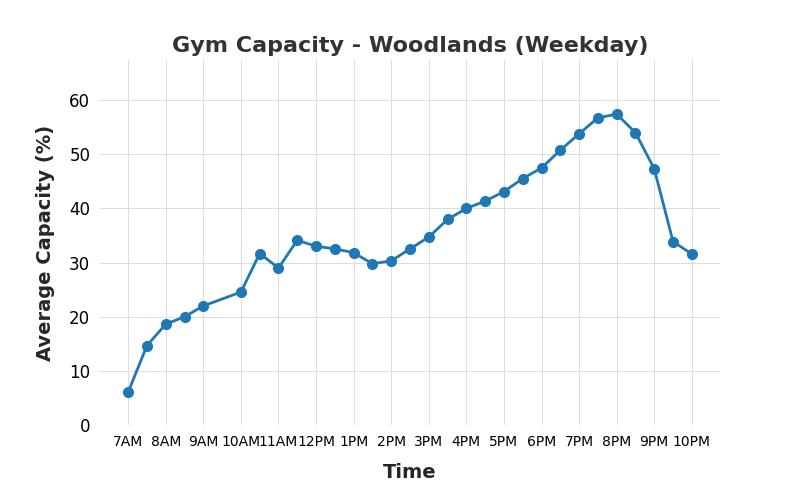 Gym Capacity - Woodlands (Weekday)
Average Capacity (%)
60
50
40
30
20
10
0
7AM 8AM 9AM 10AM 11AM 12PM 1PM 2PM 3PM 4PM 5PM 6PM 7PM 8PM 9PM 10PM
Time